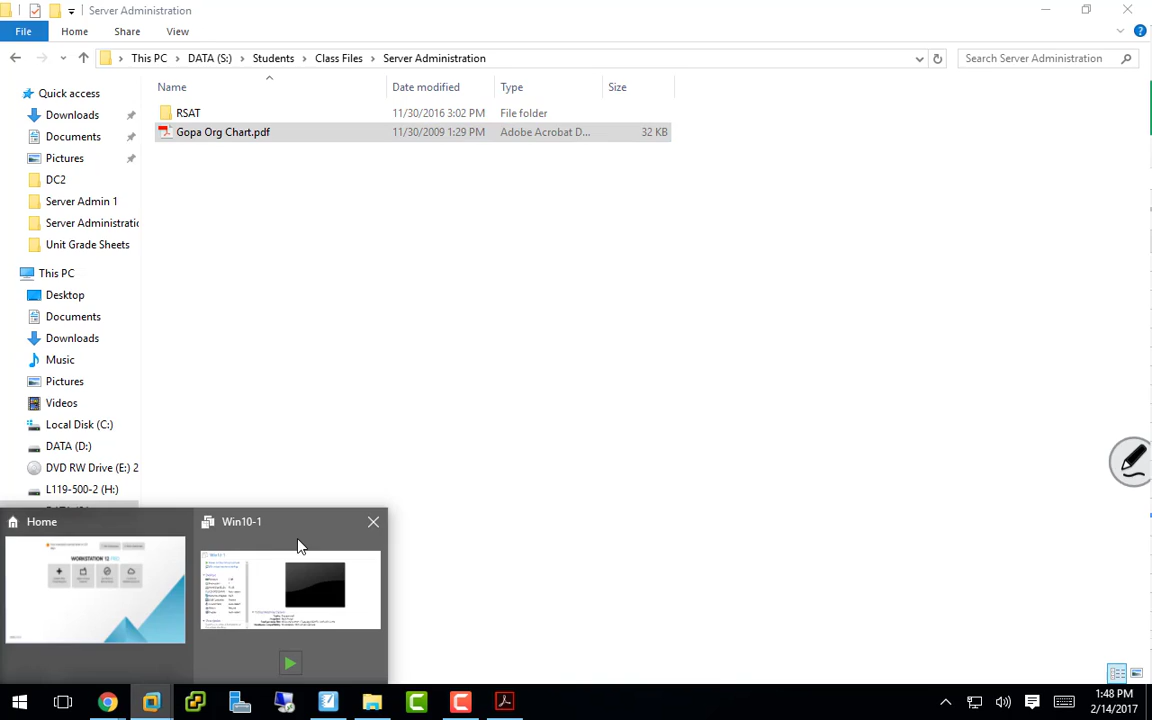 Server Administration
File Home Share View
This PC DATA (S:) Students Class Files Server Administration
Search Server Administration
Name Date modified Type Size
RSAT 11/30/2016 3:02 PM File folder
Gopa Org Chart.pdf 11/30/2009 1:29 PM Adobe Acrobat D... 32 KB
Quick access
Downloads
Documents
Pictures
DC2
Server Admin 1
Server Administratio
Unit Grade Sheets
This PC
Desktop
Documents
Downloads
Music
Pictures
Videos
Local Disk (C:)
DATA (D:)
DVD RW Drive (E:) 2
L119-500-2 (H:)
Home
Win10-1
WORKSTATION 12 PRO
1:48 PM
2/14/2017